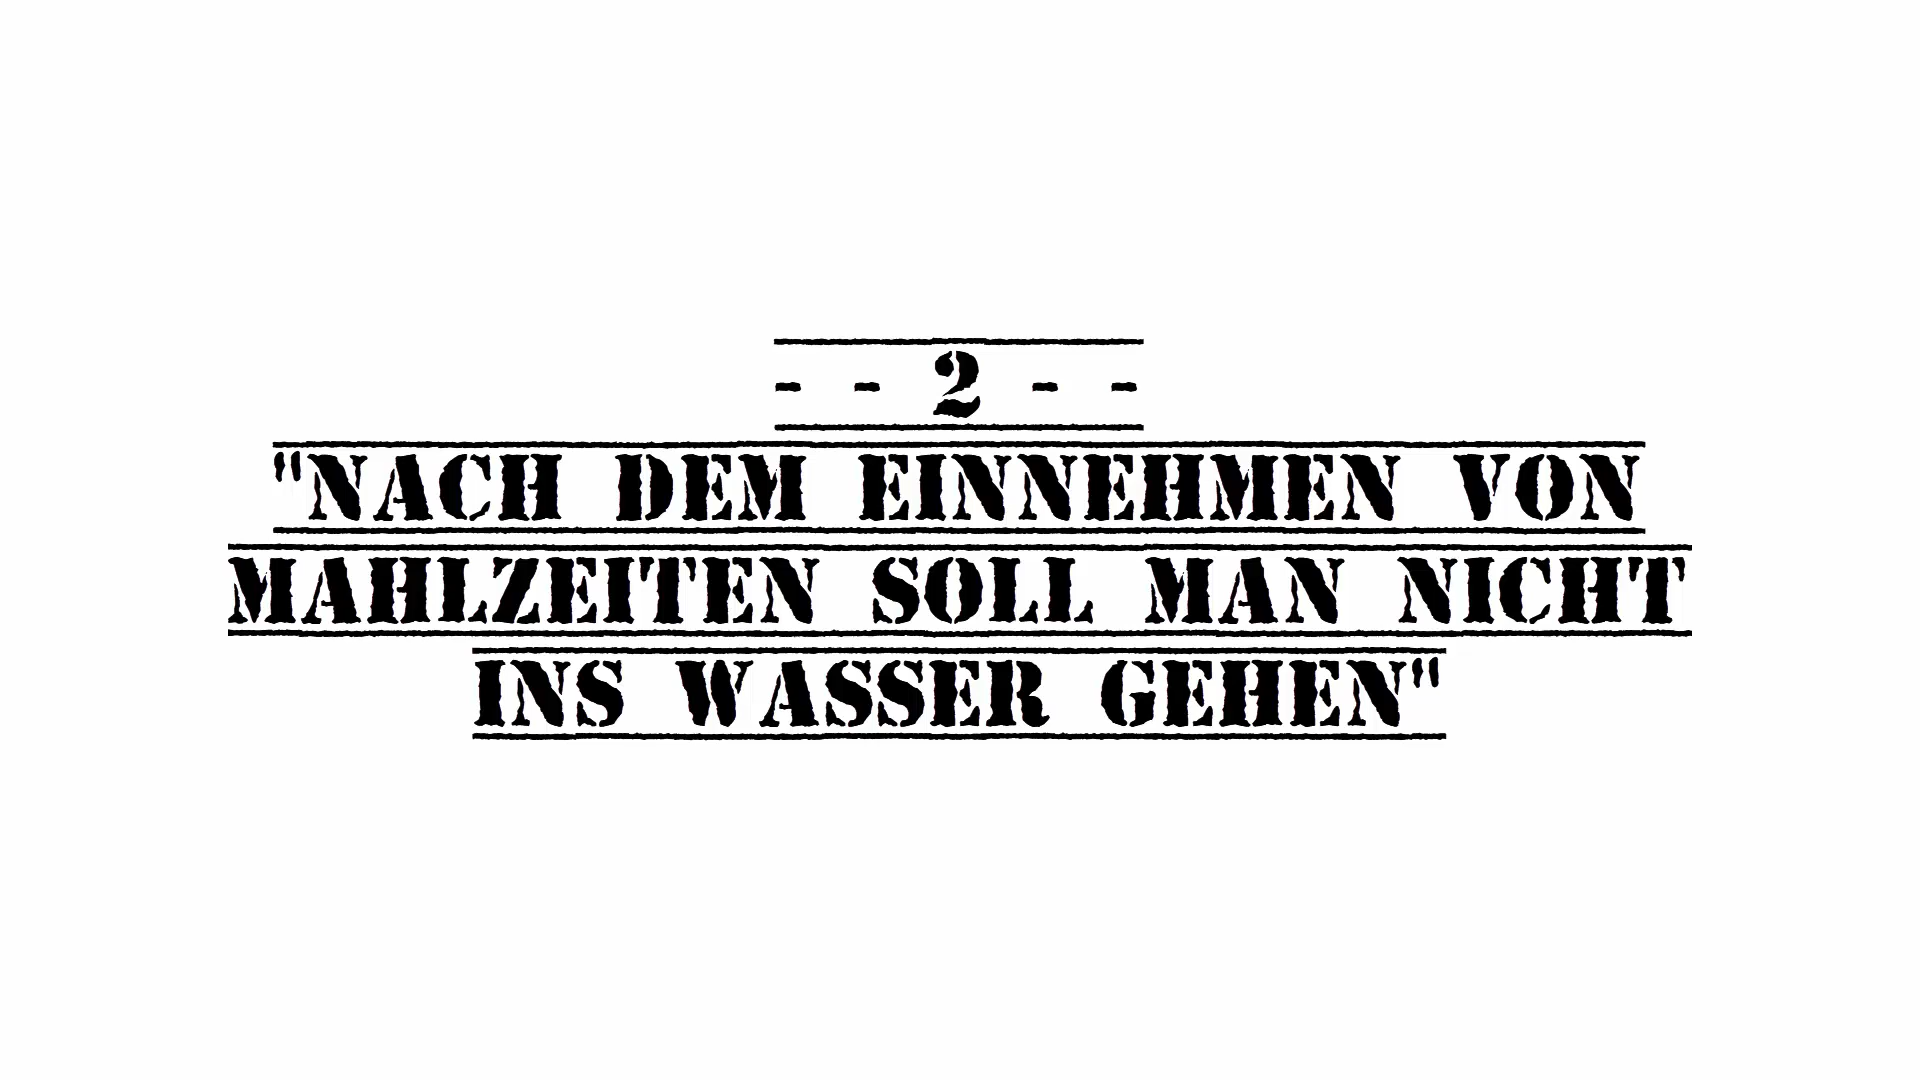 - - 2 - -
"NACH DEM EINNEHMEN VON
MAHLZEITEN SOLL MAN NICHT
INS WASSER GEHEN"